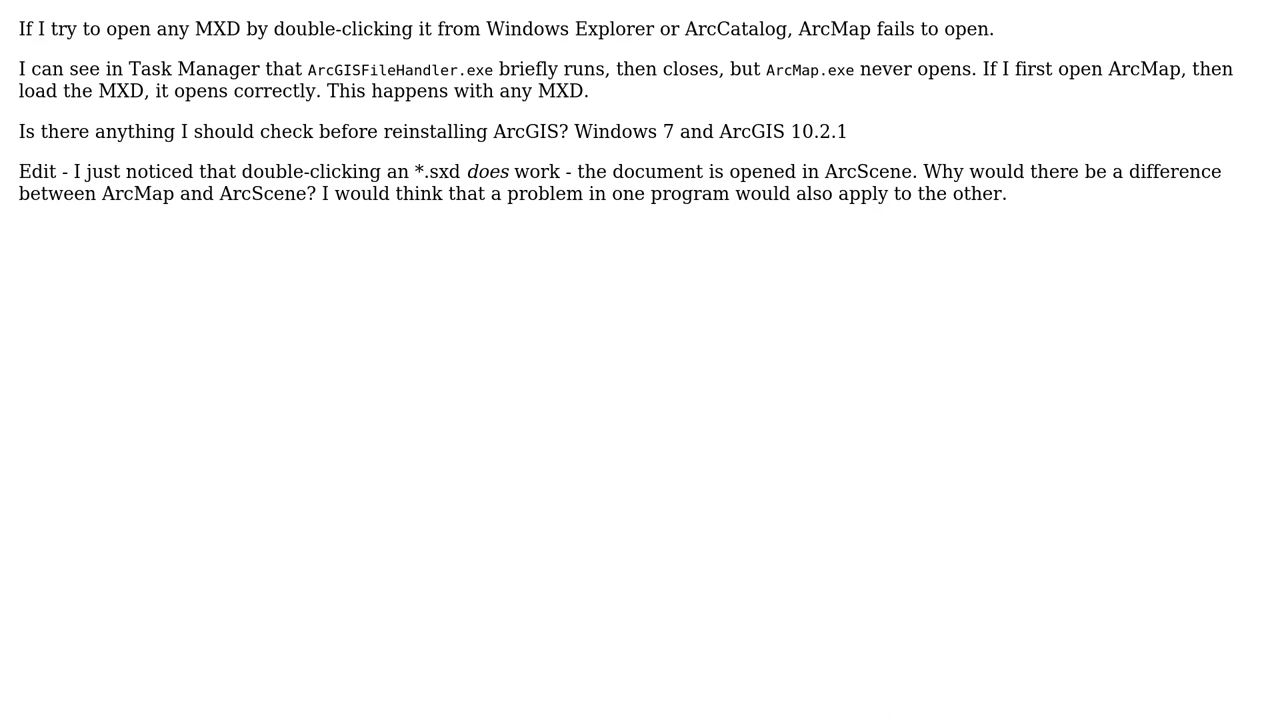 If I try to open any MXD by double-clicking it from Windows Explorer or ArcCatalog, ArcMap fails to open.
I can see in Task Manager that ArcGISFileHandler.exe briefly runs, then closes, but ArcMap.exe never opens. If I first open ArcMap, then
load the MXD, it opens correctly. This happens with any MXD.
Is there anything I should check before reinstalling ArcGIS? Windows 7 and ArcGIS 10.2.1
Edit - I just noticed that double-clicking an *.sxd does work - the document is opened in ArcScene. Why would there be a difference
between ArcMap and ArcScene? I would think that a problem in one program would also apply to the other.